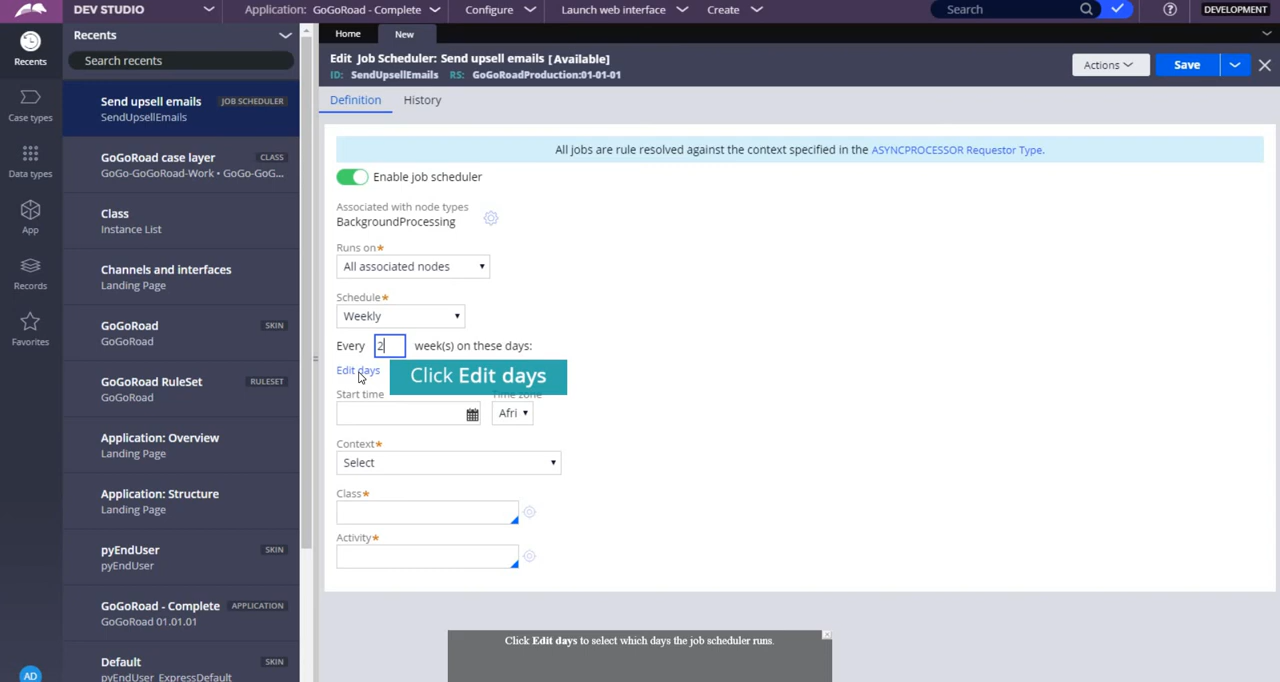 DEV STUDIO
Application: GoGoRoad - Complete
Configure
Launch web interface
Create
Search
DEVELOPMENT
Recents
Case types
Data types
App
Records
Favorites
AD
Recents
Search recents
Send upsell emails JOB SCHEDULER
SendUpsellEmails
GoGoRoad case layer CLASS
GoGo-GoGoRoad-Work • GoGo-GoG...
Class
Instance List
Channels and interfaces
Landing Page
GoGoRoad SKIN
GoGoRoad
GoGoRoad RuleSet RULESET
GoGoRoad
Application: Overview
Landing Page
Application: Structure
Landing Page
pyEndUser SKIN
pyEndUser
GoGoRoad - Complete APPLICATION
GoGoRoad 01.01.01
Default SKIN
pyEndUser_ExpressDefault
Home
New
Edit Job Scheduler: Send upsell emails [Available]
ID: SendUpsellEmails RS: GoGoRoadProduction:01-01-01
Actions
Save
Definition
History
All jobs are rule resolved against the context specified in the ASYNCPROCESSOR Requestor Type.
Enable job scheduler
Associated with node types
BackgroundProcessing
Runs on*
All associated nodes
Schedule*
Weekly
Every 2 week(s) on these days:
Edit days
Click Edit days
Start time
Time zone
Afri
Context*
Select
Class*
Activity*
Click Edit days to select which days the job scheduler runs.